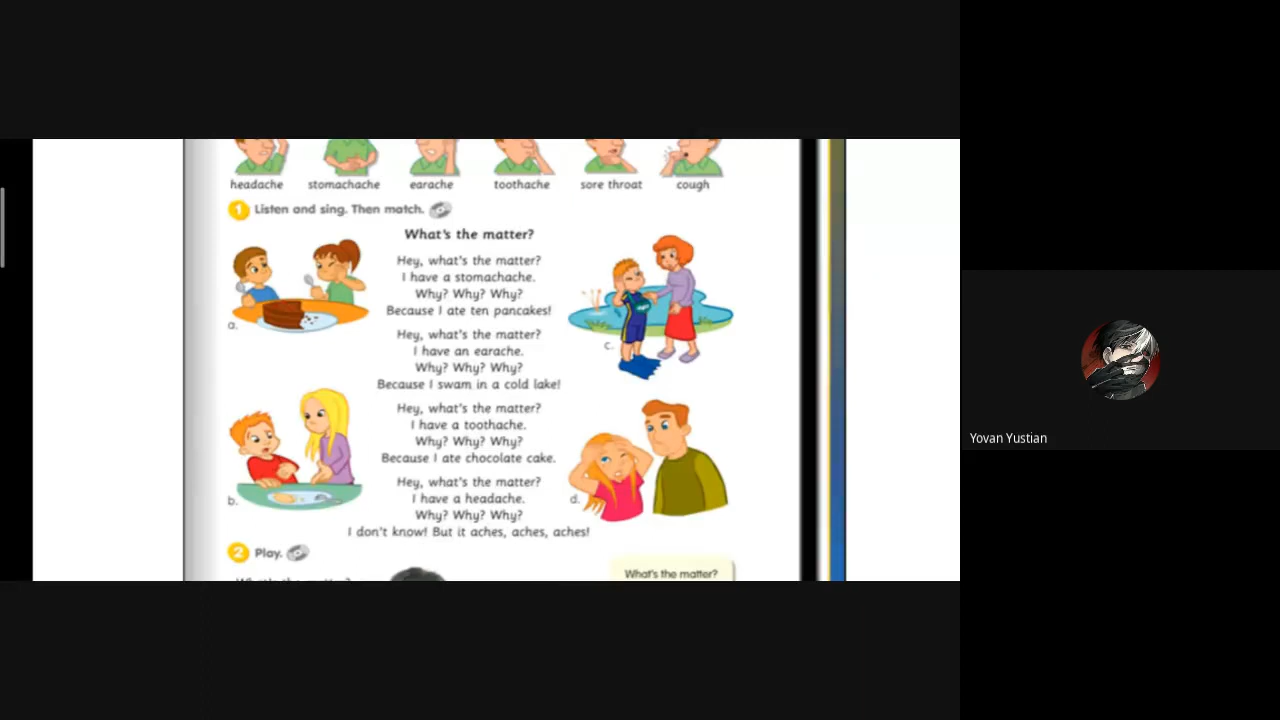 headache stomachache earache toothache sore throat cough
1 Listen and sing. Then match.
What's the matter?
Hey, what's the matter?
I have a stomachache.
Why? Why? Why?
Because I ate ten pancakes!
a.
Hey, what's the matter?
I have an earache.
Why? Why? Why?
Because I swam in a cold lake!
c.
Hey, what's the matter?
I have a toothache.
Why? Why? Why?
Because I ate chocolate cake.
b.
Hey, what's the matter?
I have a headache.
Why? Why? Why?
I don't know! But it aches, aches, aches!
d.
2 Play.
What's the matter?
What's the matter?
Yovan Yustian